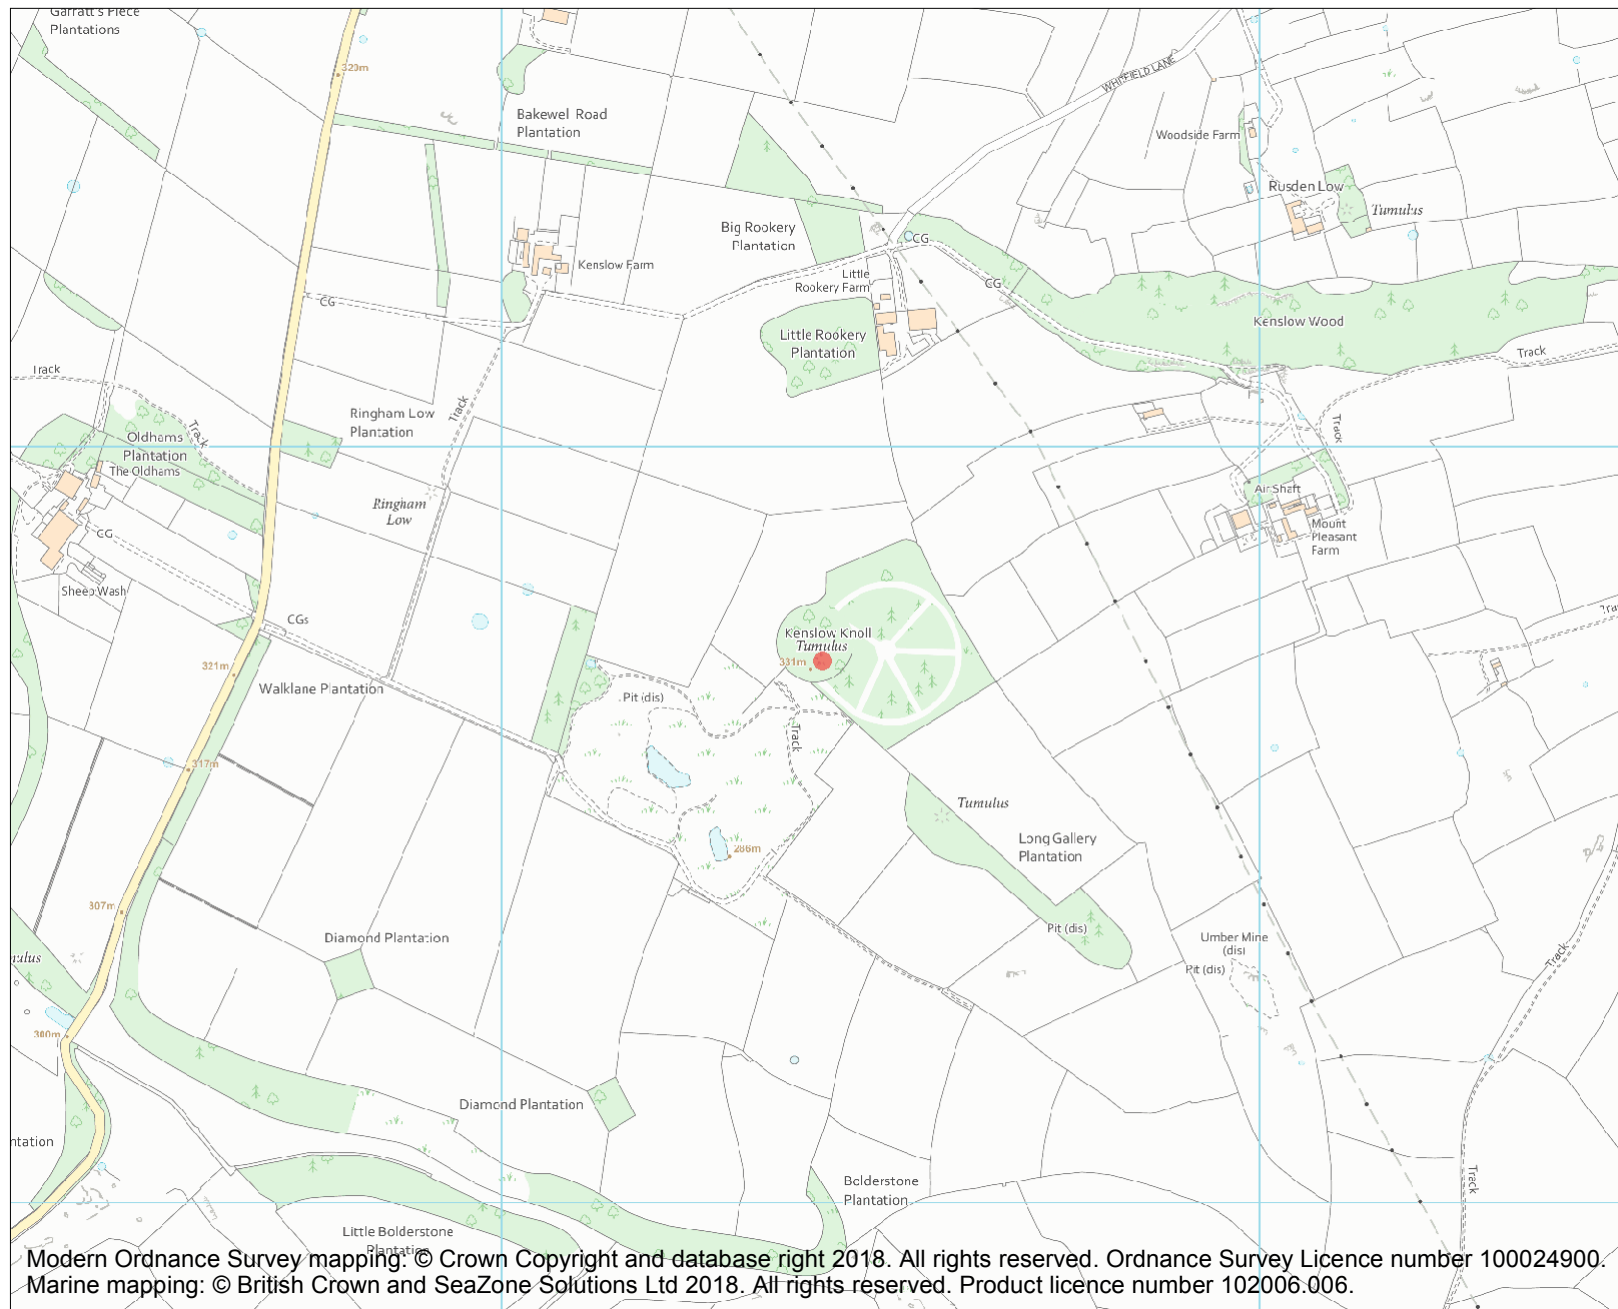 Garratt's Piece
Plantations
323m
Bakewel Road
Plantation
WHITFIELD LANE
Woodside Farm
Rusden Low
Tumulus
Big Rookery
Plantation
CG
Kenslow Farm
Little
Rookery Farm
CG
CG
Little Rookery
Plantation
Kenslow Wood
Track
Track
Track
Track
Track
Ringham Low
Plantation
Oldhams
Plantation
The Oldhams
Ringham
Low
Air Shaft
Mount
Pleasant
Farm
CG
Sheep Wash
CGs
Kenslow Knoll
Tumulus
331m
321m
Walklane Plantation
Pit (dis)
Track
317m
Tumulus
Long Gallery
Plantation
286m
307m
Diamond Plantation
Pit (dis)
Umber Mine
(dis)
Pit (dis)
Track
mulus
300m
Diamond Plantation
ntation
Track
Bolderstone
Plantation
Little Bolderstone
Plantation
Modern Ordnance Survey mapping: © Crown Copyright and database right 2018. All rights reserved. Ordnance Survey Licence number 100024900.
Marine mapping: © British Crown and SeaZone Solutions Ltd 2018. All rights reserved. Product licence number 102006.006.